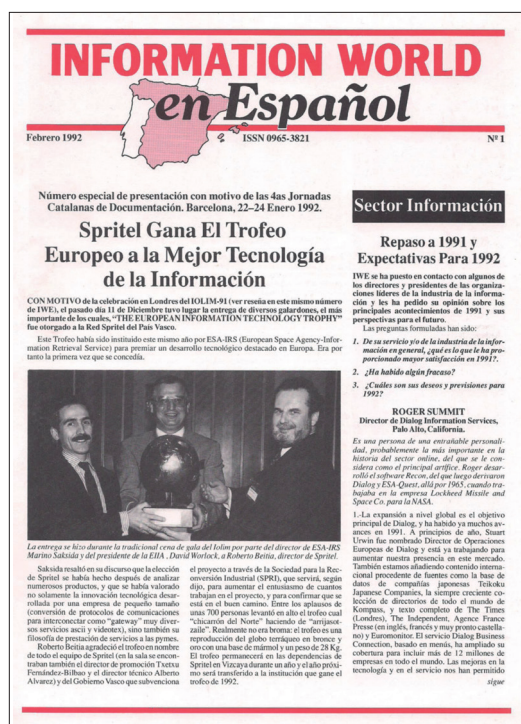 INFORMATION WORLD
en Español
Febrero 1992
ISSN 0965-3821
Nº 1
Número especial de presentación con motivo de las 4as Jornadas
Catalanas de Documentación. Barcelona, 22–24 Enero 1992.
Spritel Gana El Trofeo
Europeo a la Mejor Tecnología
de la Información
CON MOTIVO de la celebración en Londres del IOLIM-91 (ver reseña en este mismo número
de IWE), el pasado día 11 de Diciembre tuvo lugar la entrega de diversos galardones, el más
importante de los cuales, "THE EUROPEAN INFORMATION TECHNOLOGY TROPHY"
fue otorgado a la Red Spritel del País Vasco.
Este Trofeo había sido instituido este mismo año por ESA-IRS (European Space Agency-Infor-
mation Retrieval Service) para premiar un desarrollo tecnológico destacado en Europa. Era por
tanto la primera vez que se concedía.
La entrega se hizo durante la tradicional cena de gala del Iolim por parte del director de ESA-IRS
Marino Saksida y del presidente de la EIIA, David Worlock, a Roberto Beitia, director de Spritel.
Saksida resaltó en su discurso que la elección
de Spritel se había hecho después de analizar
numerosos productos, y que se había valorado
no solamente la innovación tecnológica desar-
rollada por una empresa de pequeño tamaño
(conversión de protocolos de comunicaciones
para interconectar como "gateway" muy diver-
sos servicios ascii y videotex), sino también su
filosofía de prestación de servicios a las pymes.
Roberto Beitia agradeció el trofeo en nombre
de todo el equipo de Spritel (en la sala se encon-
traban también el director de promoción Txetxu
Fernández-Bilbao y el director técnico Alberto
Alvarez) y del Gobierno Vasco que subvenciona
el proyecto a través de la Sociedad para la Rec-
onversión Industrial (SPRI), que servirá, según
dijo, para aumentar el entusiasmo de cuantos
trabajan en el proyecto, y para confirmar que se
está en el buen camino. Entre los aplausos de
unas 700 personas levantó en alto el trofeo cual
"chicarrón del Norte" haciendo de "arrijasot-
zaile". Realmente no era broma: el trofeo es una
reproducción del globo terráqueo en bronce y
oro con una base de mármol y un peso de 28 Kg.
El trofeo permanecerá en las dependencias de
Spritel en Vizcaya durante un año y el año próxi-
mo será transferido a la institución que gane el
trofeo de 1992.
Sector Información
Repaso a 1991 y
Expectativas Para 1992
IWE se ha puesto en contacto con algunos de
los directores y presidentes de las organizacio-
nes líderes de la industria de la informa-
ción y les ha pedido su opinión sobre los
principales acontecimientos de 1991 y sus
perspectivas para el futuro.
Las preguntas formuladas han sido:
1. De su servicio y/o de la industria de la infor-
mación en general, ¿qué es lo que le ha pro-
porcionado mayor satisfacción en 1991?.
2. ¿Ha habido algún fracaso?
3. ¿Cuáles son sus deseos y previsiones para
1992?
ROGER SUMMIT
Director de Dialog Information Services,
Palo Alto, California.
Es una persona de una entrañable personali-
dad, probablemente la más importante en la
historia del sector online, del que se le con-
sidera como el principal artífice. Roger desar-
rolló el software Recon, del que luego derivaron
Dialog y ESA-Quest, allá por 1965, cuando tra-
bajaba en la empresa Lockheed Missile and
Space Co. para la NASA.
1.-La expansión a nivel global es el objetivo
principal de Dialog, y ha habido ya muchos av-
ances en 1991. A principios de año, Stuart
Urwin fue nombrado Director de Operaciones
Europeas de Dialog y está ya trabajando para
aumentar nuestra presencia en este mercado.
También estamos añadiendo contenido interna-
cional procedente de fuentes como la base de
datos de compañías japonesas Teikoku
Japanese Companies, la siempre creciente co-
lección de directorios de todo el mundo de
Kompass, y texto completo de The Times
(Londres), The Independent, Agence France
Presse (en inglés, francés y muy pronto castella-
no) y Euromonitor. El servicio Dialog Business
Connection, basado en menús, ha ampliado su
cobertura para incluir más de 12 millones de
empresas en todo el mundo. Las mejoras en la
tecnología y en el servicio nos han permitido
sigue